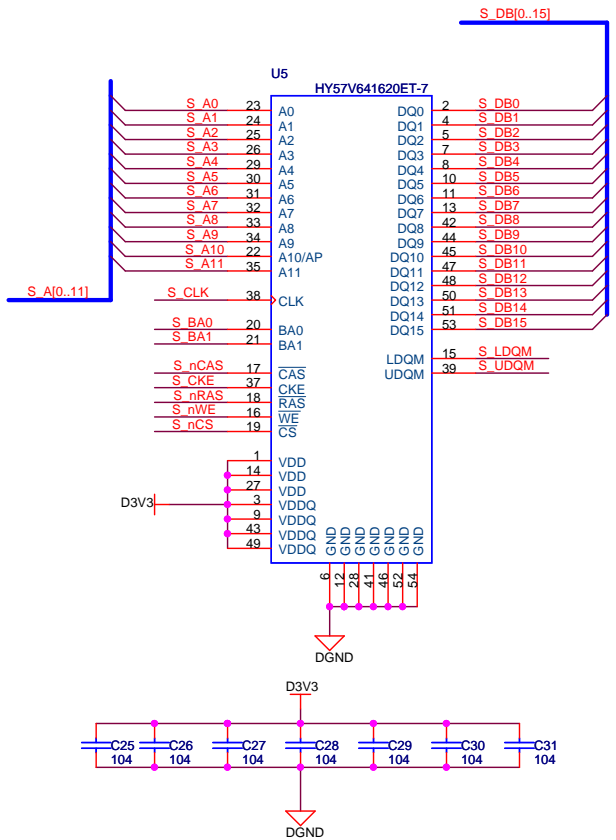 S_DB[0..15]
U5
HY57V641620ET-7
S_A0 23 A0 DQ0 2 S_DB0
S_A1 24 A1 DQ1 4 S_DB1
S_A2 25 A2 DQ2 5 S_DB2
S_A3 26 A3 DQ3 7 S_DB3
S_A4 29 A4 DQ4 8 S_DB4
S_A5 30 A5 DQ5 10 S_DB5
S_A6 31 A6 DQ6 11 S_DB6
S_A7 32 A7 DQ7 13 S_DB7
S_A8 33 A8 DQ8 42 S_DB8
S_A9 34 A9 DQ9 44 S_DB9
S_A10 22 A10/AP DQ10 45 S_DB10
S_A11 35 A11 DQ11 47 S_DB11
DQ12 48 S_DB12
S_A[0..11]
S_CLK 38 CLK DQ13 50 S_DB13
DQ14 51 S_DB14
S_BA0 20 BA0 DQ15 53 S_DB15
S_BA1 21 BA1
LDQM 15 S_LDQM
S_nCAS 17 CAS UDQM 39 S_UDQM
S_CKE 37 CKE
S_nRAS 18 RAS
S_nWE 16 WE
S_nCS 19 CS
1 VDD
14 VDD
27 VDD
D3V3 3 VDDQ
9 VDDQ
43 VDDQ
49 VDDQ
GND GND GND GND GND GND GND
6 12 28 41 46 52 54
DGND
D3V3
C25 C26 C27 C28 C29 C30 C31
104 104 104 104 104 104 104
DGND